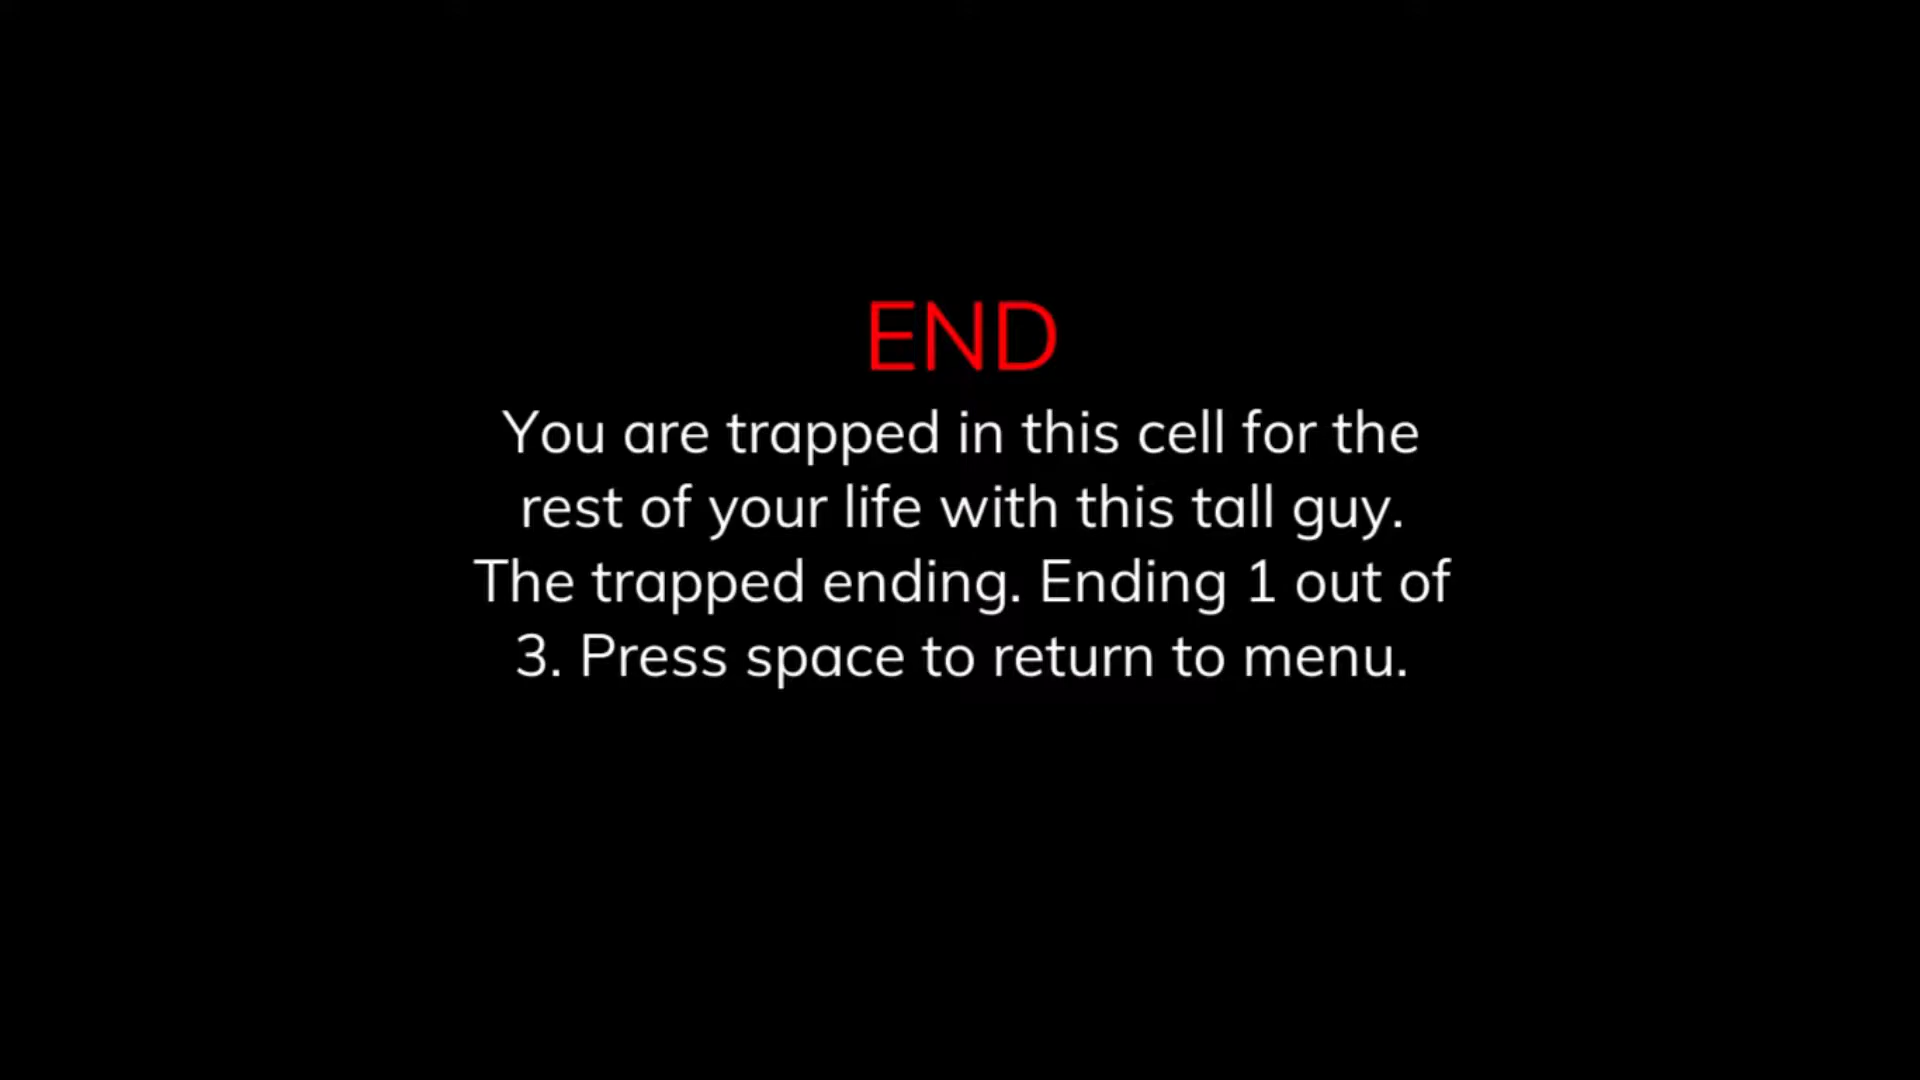 END
You are trapped in this cell for the
rest of your life with this tall guy.
The trapped ending. Ending 1 out of
3. Press space to return to menu.